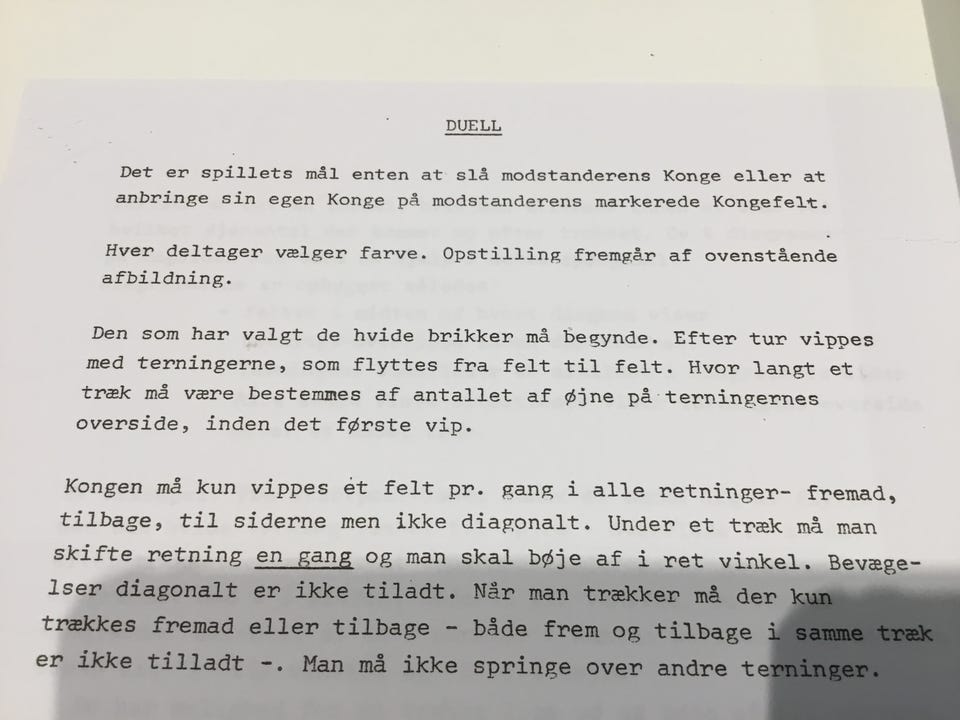 DUELL
Det er spillets mål enten at slå modstanderens Konge eller at
anbringe sin egen Konge på modstanderens markerede Kongefelt.
Hver deltager vælger farve. Opstilling fremgår af ovenstående
afbildning.
Den som har valgt de hvide brikker må begynde. Efter tur vippes
med terningerne, som flyttes fra felt til felt. Hvor langt et
træk må være bestemmes af antallet af øjne på terningernes
overside, inden det første vip.
Kongen må kun vippes ét felt pr. gang i alle retninger- fremad,
tilbage, til siderne men ikke diagonalt. Under et træk må man
skifte retning en gang og man skal bøje af i ret vinkel. Bevæge-
lser diagonalt er ikke tiladt. Når man trækker må der kun
trækkes fremad eller tilbage - både frem og tilbage i samme træk
er ikke tilladt -. Man må ikke springe over andre terninger.